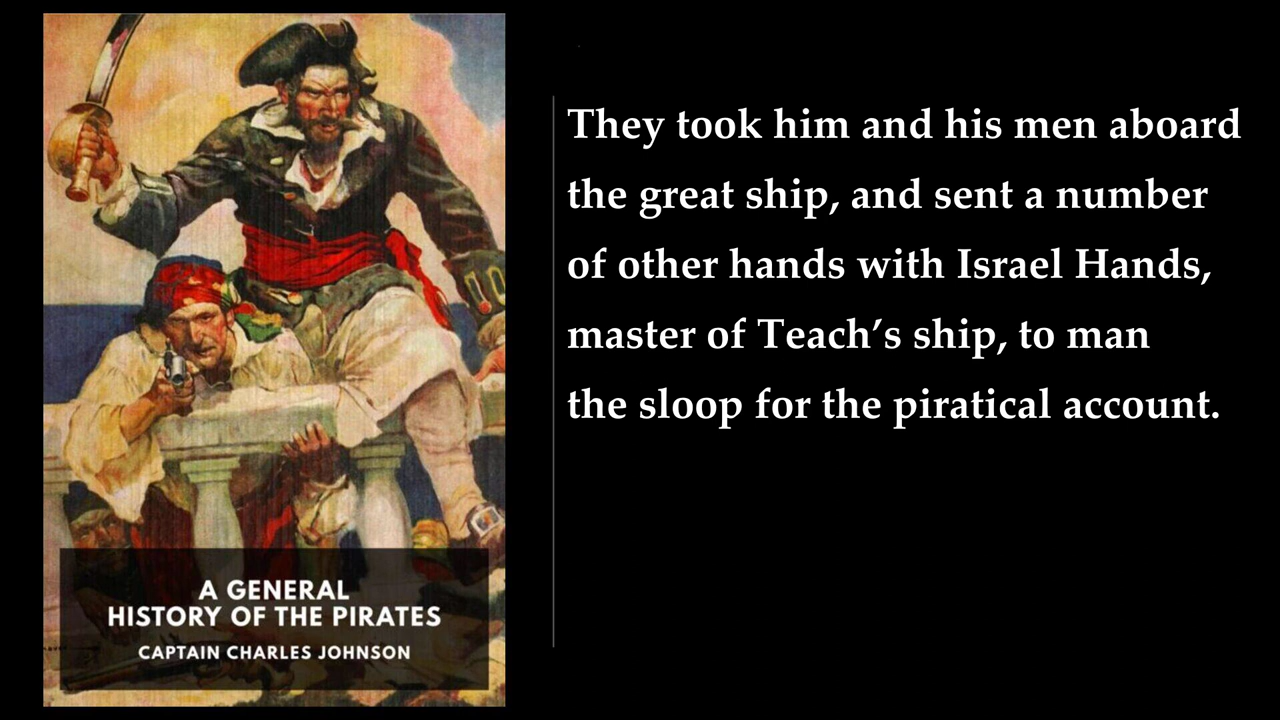 They took him and his men aboard
the great ship, and sent a number
of other hands with Israel Hands,
master of Teach’s ship, to man
the sloop for the piratical account.
A GENERAL
HISTORY OF THE PIRATES
CAPTAIN CHARLES JOHNSON